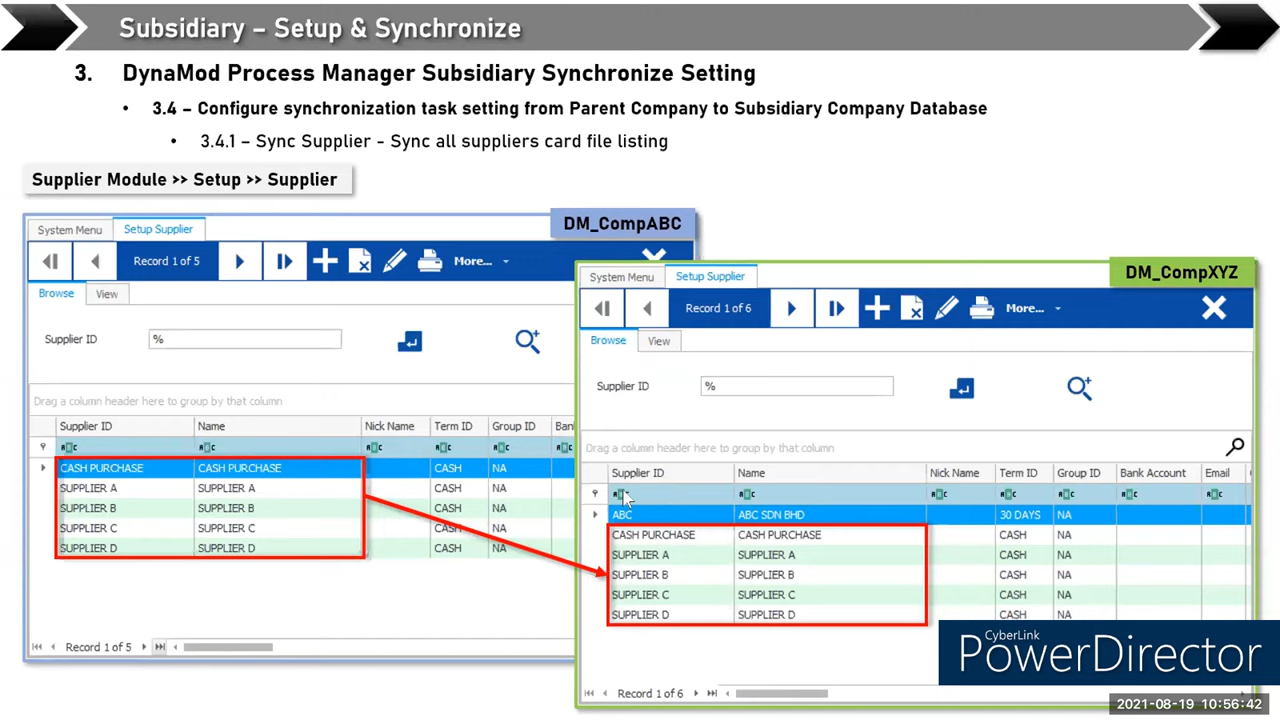 Subsidiary – Setup & Synchronize
3. DynaMod Process Manager Subsidiary Synchronize Setting
• 3.4 – Configure synchronization task setting from Parent Company to Subsidiary Company Database
• 3.4.1 – Sync Supplier - Sync all suppliers card file listing
Supplier Module >> Setup >> Supplier
DM_CompABC
System Menu Setup Supplier
Record 1 of 5 More...
Browse View
Supplier ID %
Drag a column header here to group by that column
Supplier ID Name Nick Name Term ID Group ID Ban
CASH PURCHASE CASH PURCHASE CASH NA
SUPPLIER A SUPPLIER A CASH NA
SUPPLIER B SUPPLIER B CASH NA
SUPPLIER C SUPPLIER C CASH NA
SUPPLIER D SUPPLIER D CASH NA
Record 1 of 5
DM_CompXYZ
System Menu Setup Supplier
Record 1 of 6 More...
Browse View
Supplier ID %
Drag a column header here to group by that column
Supplier ID Name Nick Name Term ID Group ID Bank Account Email
ABC ABC SDN BHD 30 DAYS NA
CASH PURCHASE CASH PURCHASE CASH NA
SUPPLIER A SUPPLIER A CASH NA
SUPPLIER B SUPPLIER B CASH NA
SUPPLIER C SUPPLIER C CASH NA
SUPPLIER D SUPPLIER D CASH NA
Record 1 of 6
CyberLink
PowerDirector
2021-08-19 10:56:42